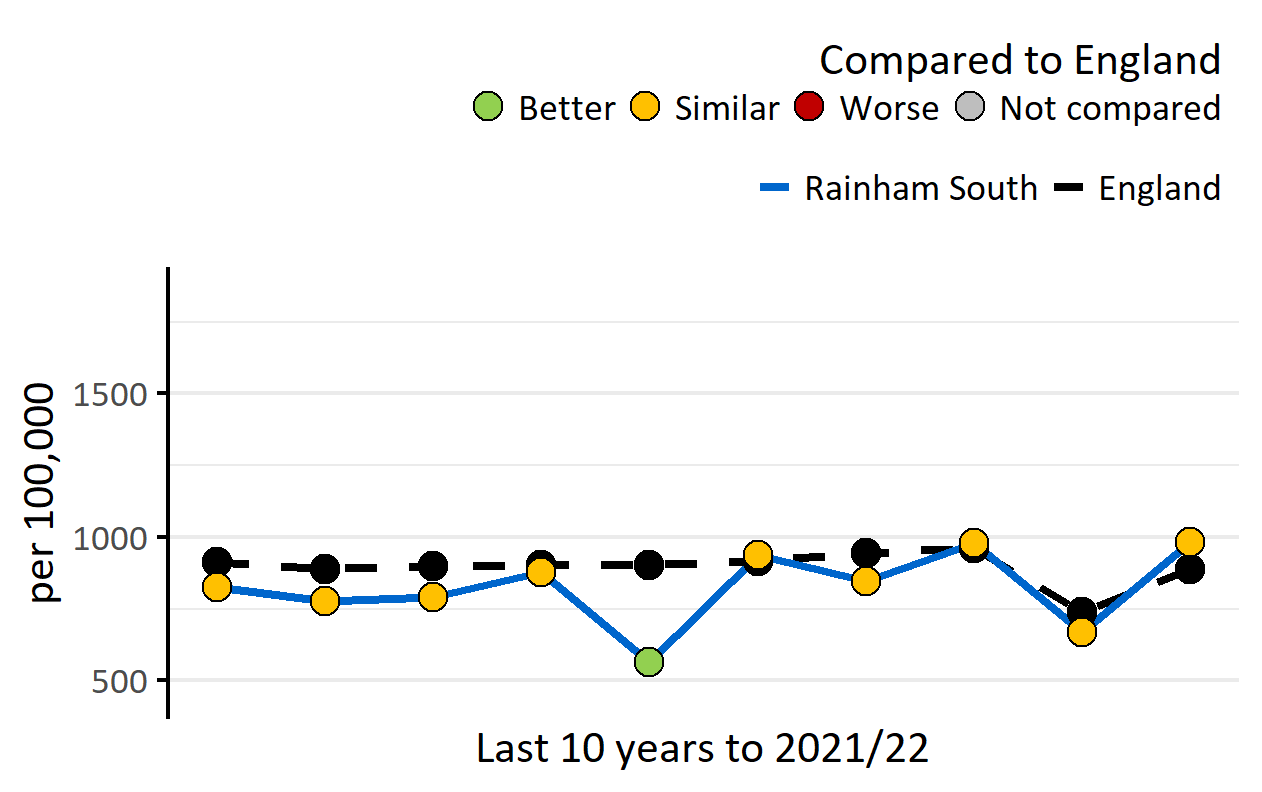 Compared to England
Better Similar Worse Not compared
Rainham South England
per 100,000
1500
1000
500
Last 10 years to 2021/22